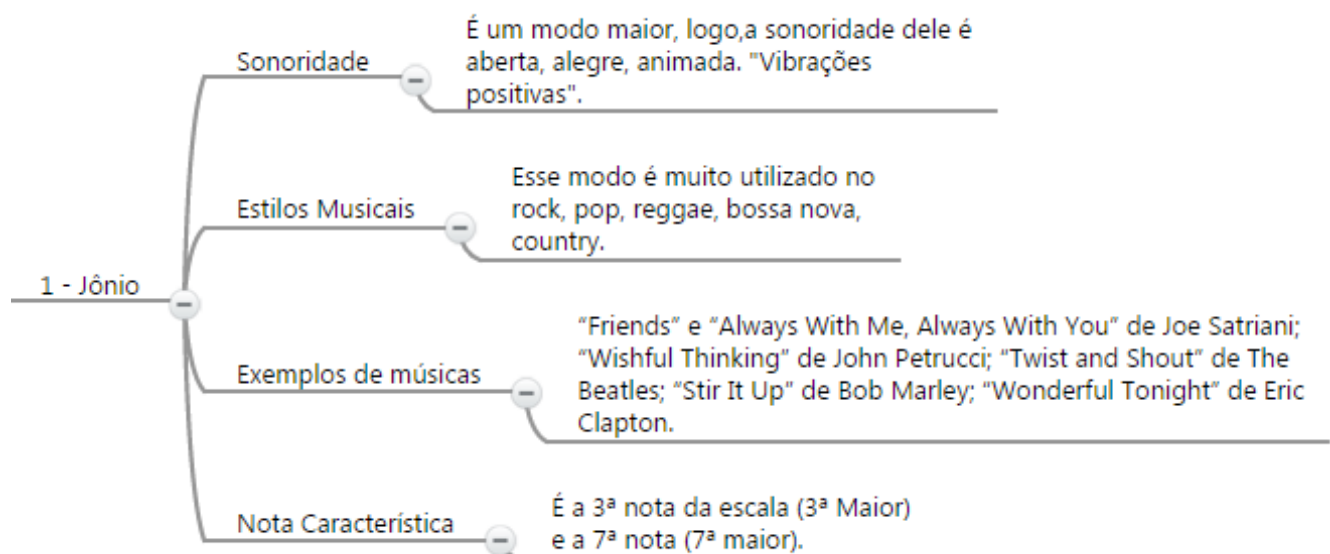 Sonoridade
É um modo maior, logo,a sonoridade dele é
aberta, alegre, animada. "Vibrações
positivas".
Estilos Musicais
Esse modo é muito utilizado no
rock, pop, reggae, bossa nova,
country.
1 - Jônio
Exemplos de músicas
“Friends” e “Always With Me, Always With You” de Joe Satriani;
“Wishful Thinking” de John Petrucci; “Twist and Shout” de The
Beatles; “Stir It Up” de Bob Marley; “Wonderful Tonight” de Eric
Clapton.
Nota Característica
É a 3ª nota da escala (3ª Maior)
e a 7ª nota (7ª maior).